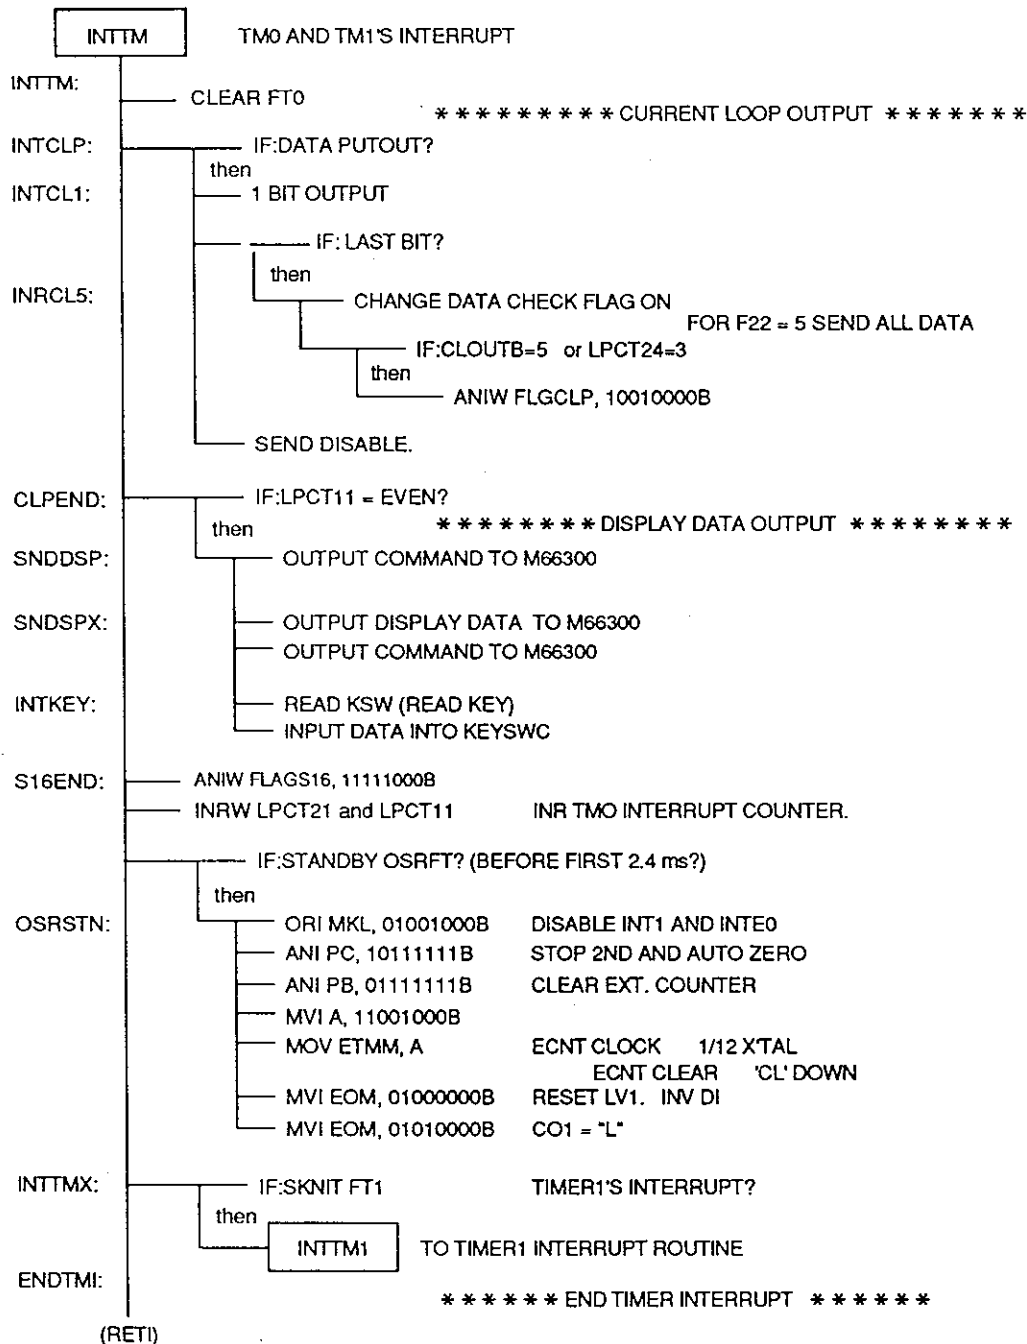 INTTM TM0 AND TM1'S INTERRUPT
INTTM:
CLEAR FT0
* * * * * * * * * CURRENT LOOP OUTPUT * * * * * * *
INTCLP: IF:DATA PUTOUT?
then
INTCL1: 1 BIT OUTPUT
IF: LAST BIT?
then
INRCL5: CHANGE DATA CHECK FLAG ON
FOR F22 = 5 SEND ALL DATA
IF:CLOUTB=5 or LPCT24=3
then
ANIW FLGCLP, 10010000B
SEND DISABLE.
CLPEND: IF:LPCT11 = EVEN?
then * * * * * * * * DISPLAY DATA OUTPUT * * * * * * * *
SNDDSP: OUTPUT COMMAND TO M66300
SNDSPX: OUTPUT DISPLAY DATA TO M66300
OUTPUT COMMAND TO M66300
INTKEY: READ KSW (READ KEY)
INPUT DATA INTO KEYSWC
S16END: ANIW FLAGS16, 11111000B
INRW LPCT21 and LPCT11 INR TMO INTERRUPT COUNTER.
IF:STANDBY OSRFT? (BEFORE FIRST 2.4 ms?)
then
OSRSTN: ORI MKL, 01001000B DISABLE INT1 AND INTE0
ANI PC, 10111111B STOP 2ND AND AUTO ZERO
ANI PB, 01111111B CLEAR EXT. COUNTER
MVI A, 11001000B
MOV ETMM, A ECNT CLOCK 1/12 X'TAL
ECNT CLEAR 'CL' DOWN
MVI EOM, 01000000B RESET LV1. INV DI
MVI EOM, 01010000B CO1 = "L"
INTTMX: IF:SKNIT FT1 TIMER1'S INTERRUPT?
then
INTTM1 TO TIMER1 INTERRUPT ROUTINE
ENDTMI:
* * * * * * END TIMER INTERRUPT * * * * * *
(RETI)